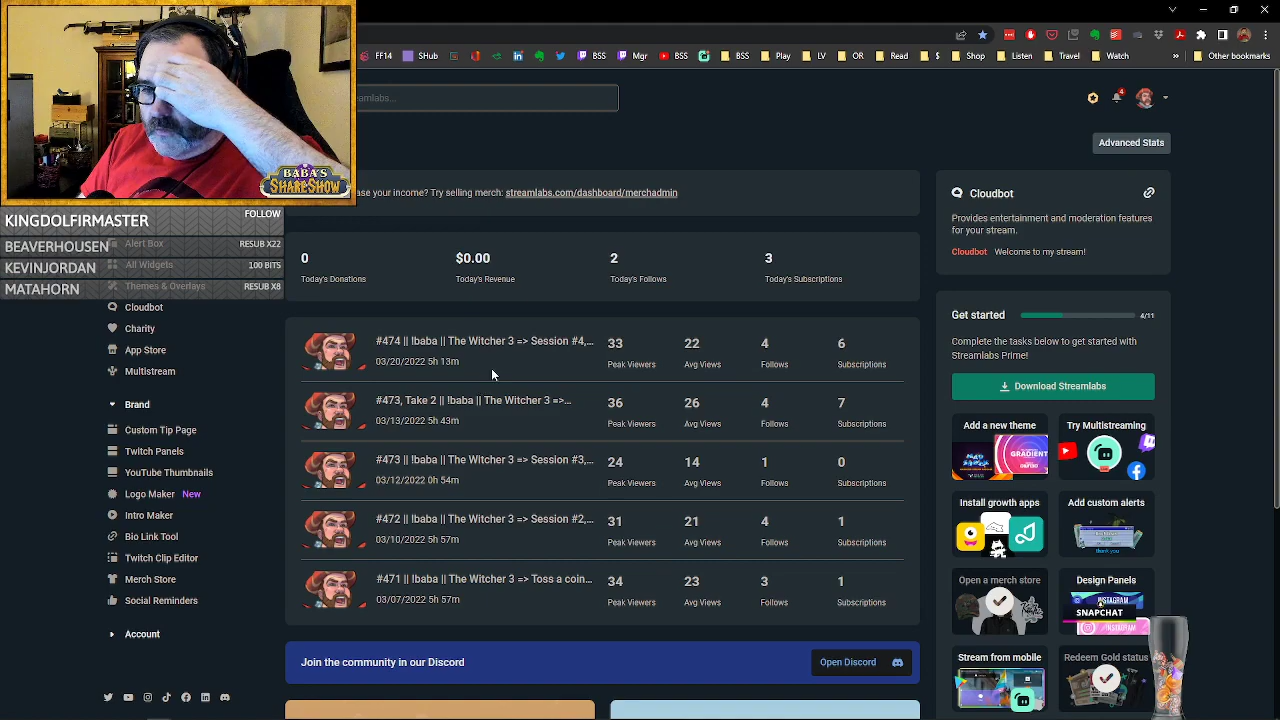 FF14
SHub
BSS
Mgr
BSS
BSS
Play
LV
OR
Read
$
Shop
Listen
Travel
Watch
»
Other bookmarks
BABA'S
SHARESHOW
4
Advanced Stats
ase your income? Try selling merch: streamlabs.com/dashboard/merchadmin
KINGDOLFIRMASTER FOLLOW
BEAVERHOUSEN RESUB X22
KEVINJORDAN 100 BITS
MATAHORN RESUB X8
Alert Box
All Widgets
Themes & Overlays
Cloudbot
Charity
App Store
Multistream
Brand
Custom Tip Page
Twitch Panels
YouTube Thumbnails
Logo Maker New
Intro Maker
Bio Link Tool
Twitch Clip Editor
Merch Store
Social Reminders
Account
0
Today's Donations
$0.00
Today's Revenue
2
Today's Follows
3
Today's Subscriptions
#474 || !baba || The Witcher 3 => Session #4,...
03/20/2022 5h 13m
33
Peak Viewers
22
Avg Views
4
Follows
6
Subscriptions
#473, Take 2 || !baba || The Witcher 3 =>...
03/13/2022 5h 43m
36
Peak Viewers
26
Avg Views
4
Follows
7
Subscriptions
#473 || !baba || The Witcher 3 => Session #3,...
03/12/2022 0h 54m
24
Peak Viewers
14
Avg Views
1
Follows
0
Subscriptions
#472 || !baba || The Witcher 3 => Session #2,...
5h 57m
31
Peak Viewers
21
Avg Views
4
Follows
1
Subscriptions
#471 || !baba || The Witcher 3 => Toss a coin...
03/07/2022 5h 57m
34
Peak Viewers
23
Avg Views
3
Follows
1
Subscriptions
Join the community in our Discord
Open Discord
Cloudbot
Provides entertainment and moderation features
for your stream.
Cloudbot Welcome to my stream!
Get started
Complete the tasks below to get started with
Streamlabs Prime!
Download Streamlabs
Add a new theme
GRADIENT
Try Multistreaming
Install growth apps
Add custom alerts
thank you
Open a merch store
Design Panels
INSTAGRAM
SNAPCHAT
INSTAGRAM
Stream from mobile
Redeem Gold status